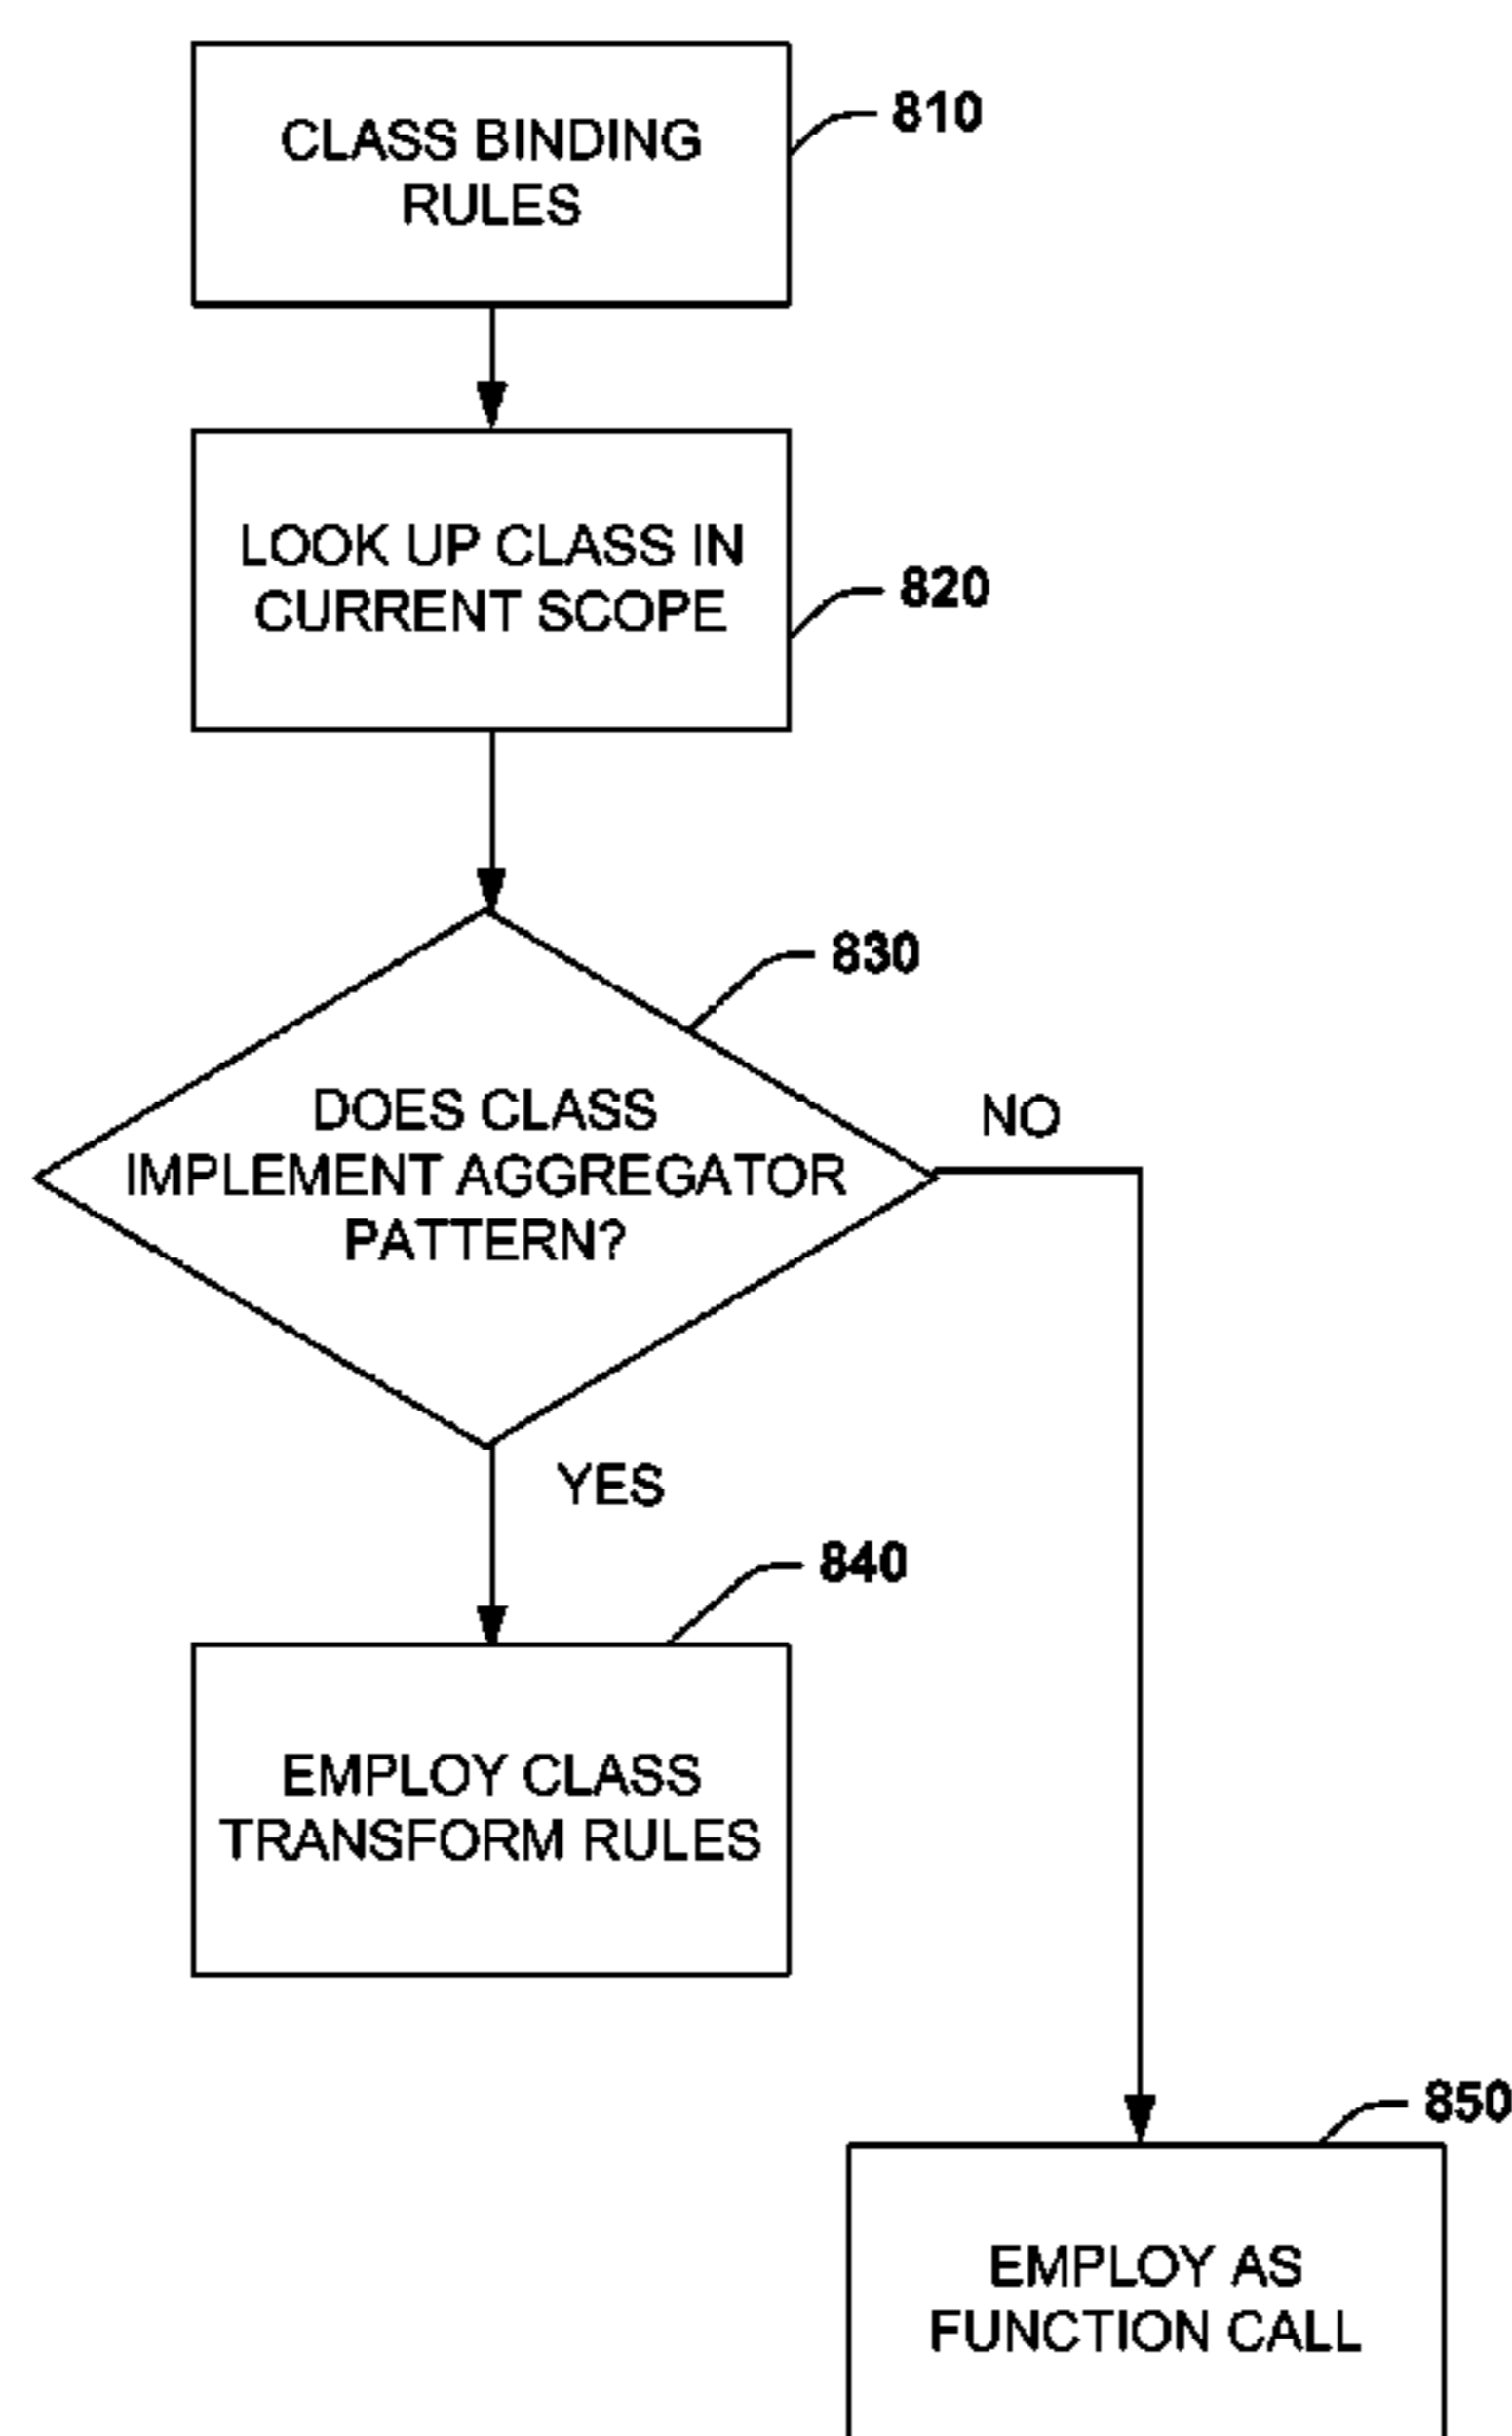 CLASS BINDING
RULES
810
LOOK UP CLASS IN
CURRENT SCOPE
820
830
DOES CLASS
IMPLEMENT AGGREGATOR
PATTERN?
NO
YES
840
EMPLOY CLASS
TRANSFORM RULES
850
EMPLOY AS
FUNCTION CALL